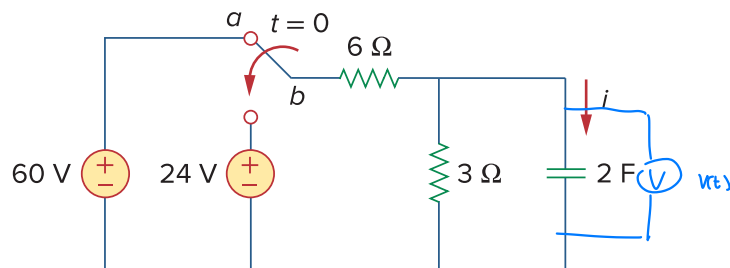 a t = 0
6 Ω
b
i
60 V + − 24 V + − 3 Ω 2 F V V(t)